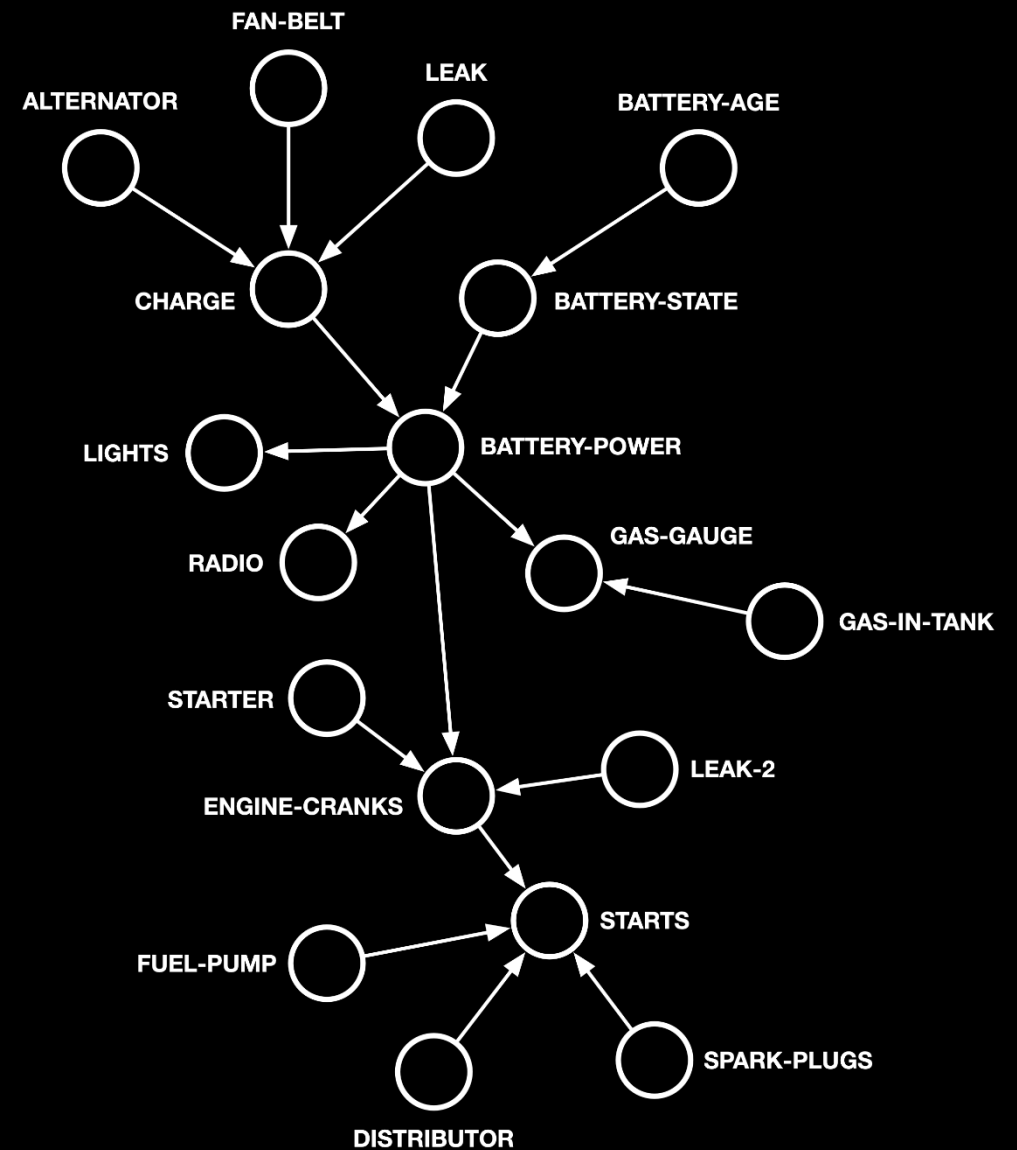 FAN-BELT
LEAK
ALTERNATOR
BATTERY-AGE
CHARGE
BATTERY-STATE
LIGHTS
BATTERY-POWER
GAS-GAUGE
RADIO
GAS-IN-TANK
STARTER
LEAK-2
ENGINE-CRANKS
STARTS
FUEL-PUMP
SPARK-PLUGS
DISTRIBUTOR